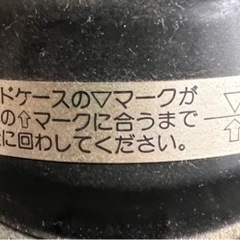 ドケースの▽マークが
の⇧マークに合うまで
に回わしてください。
▽
⇧